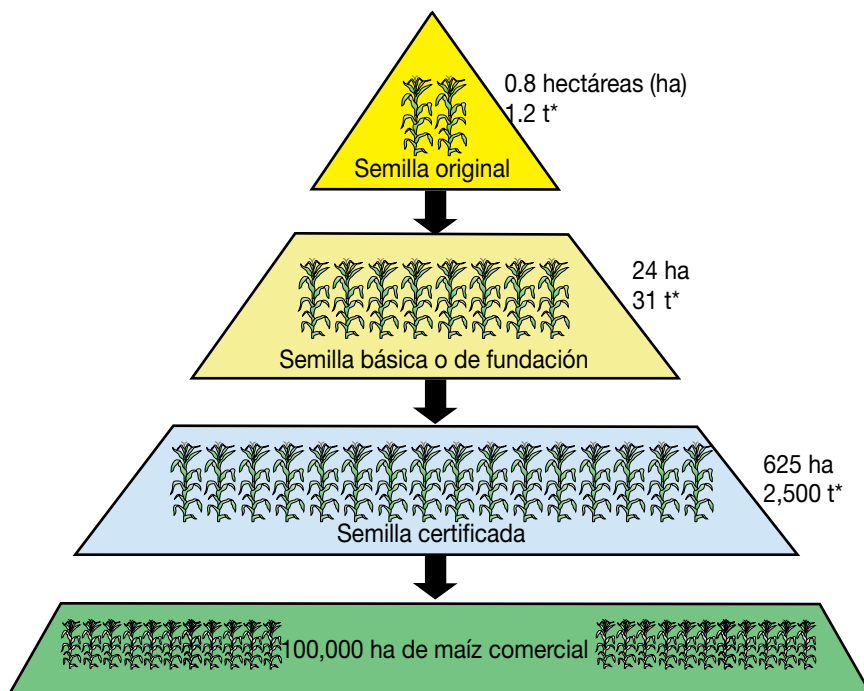 0.8 hectáreas (ha)
1.2 t*
Semilla original
24 ha
31 t*
Semilla básica o de fundación
625 ha
2,500 t*
Semilla certificada
100,000 ha de maíz comercial